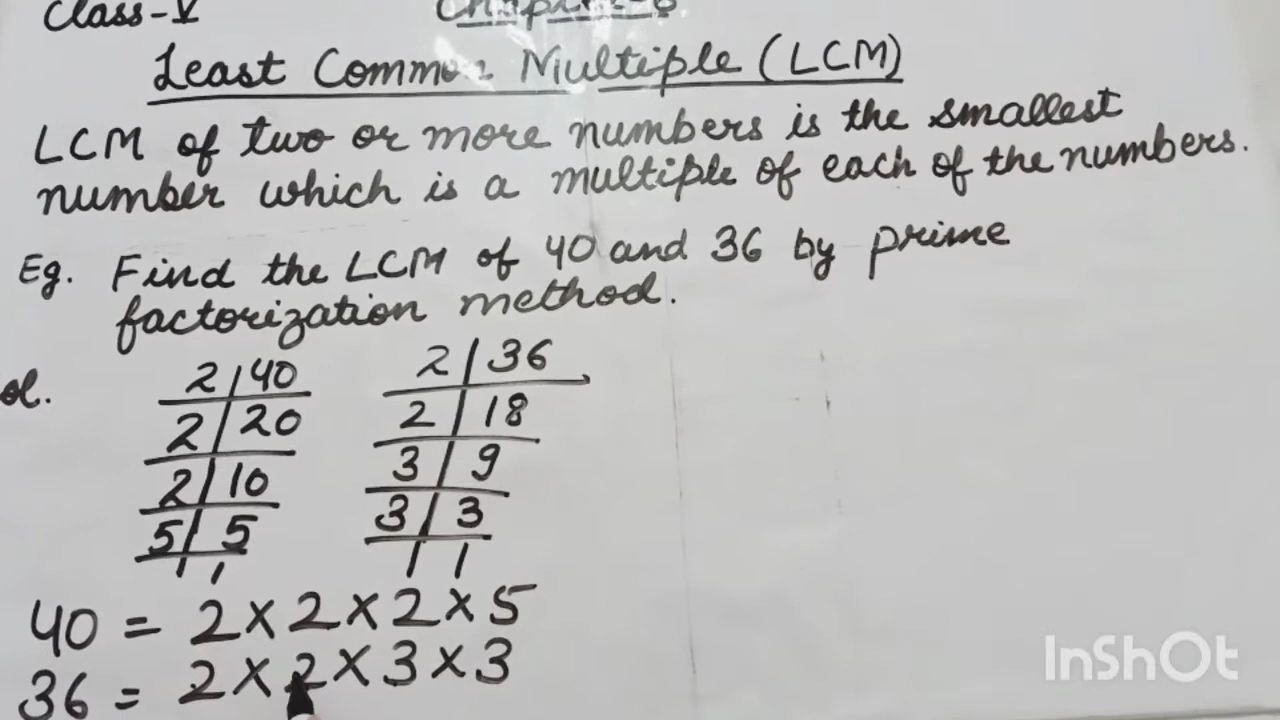 Class-V
Least Common Multiple (LCM)
LCM of two or more numbers is the smallest
number which is a multiple of each of the numbers.
Eg. Find the LCM of 40 and 36 by prime
factorization method.
2 | 40 2 | 36
2 | 20 2 | 18
2 | 10 3 | 9
5 | 5 3 | 3
1 1
40 = 2 × 2 × 2 × 5
36 = 2 × 2 × 3 × 3
InShOt